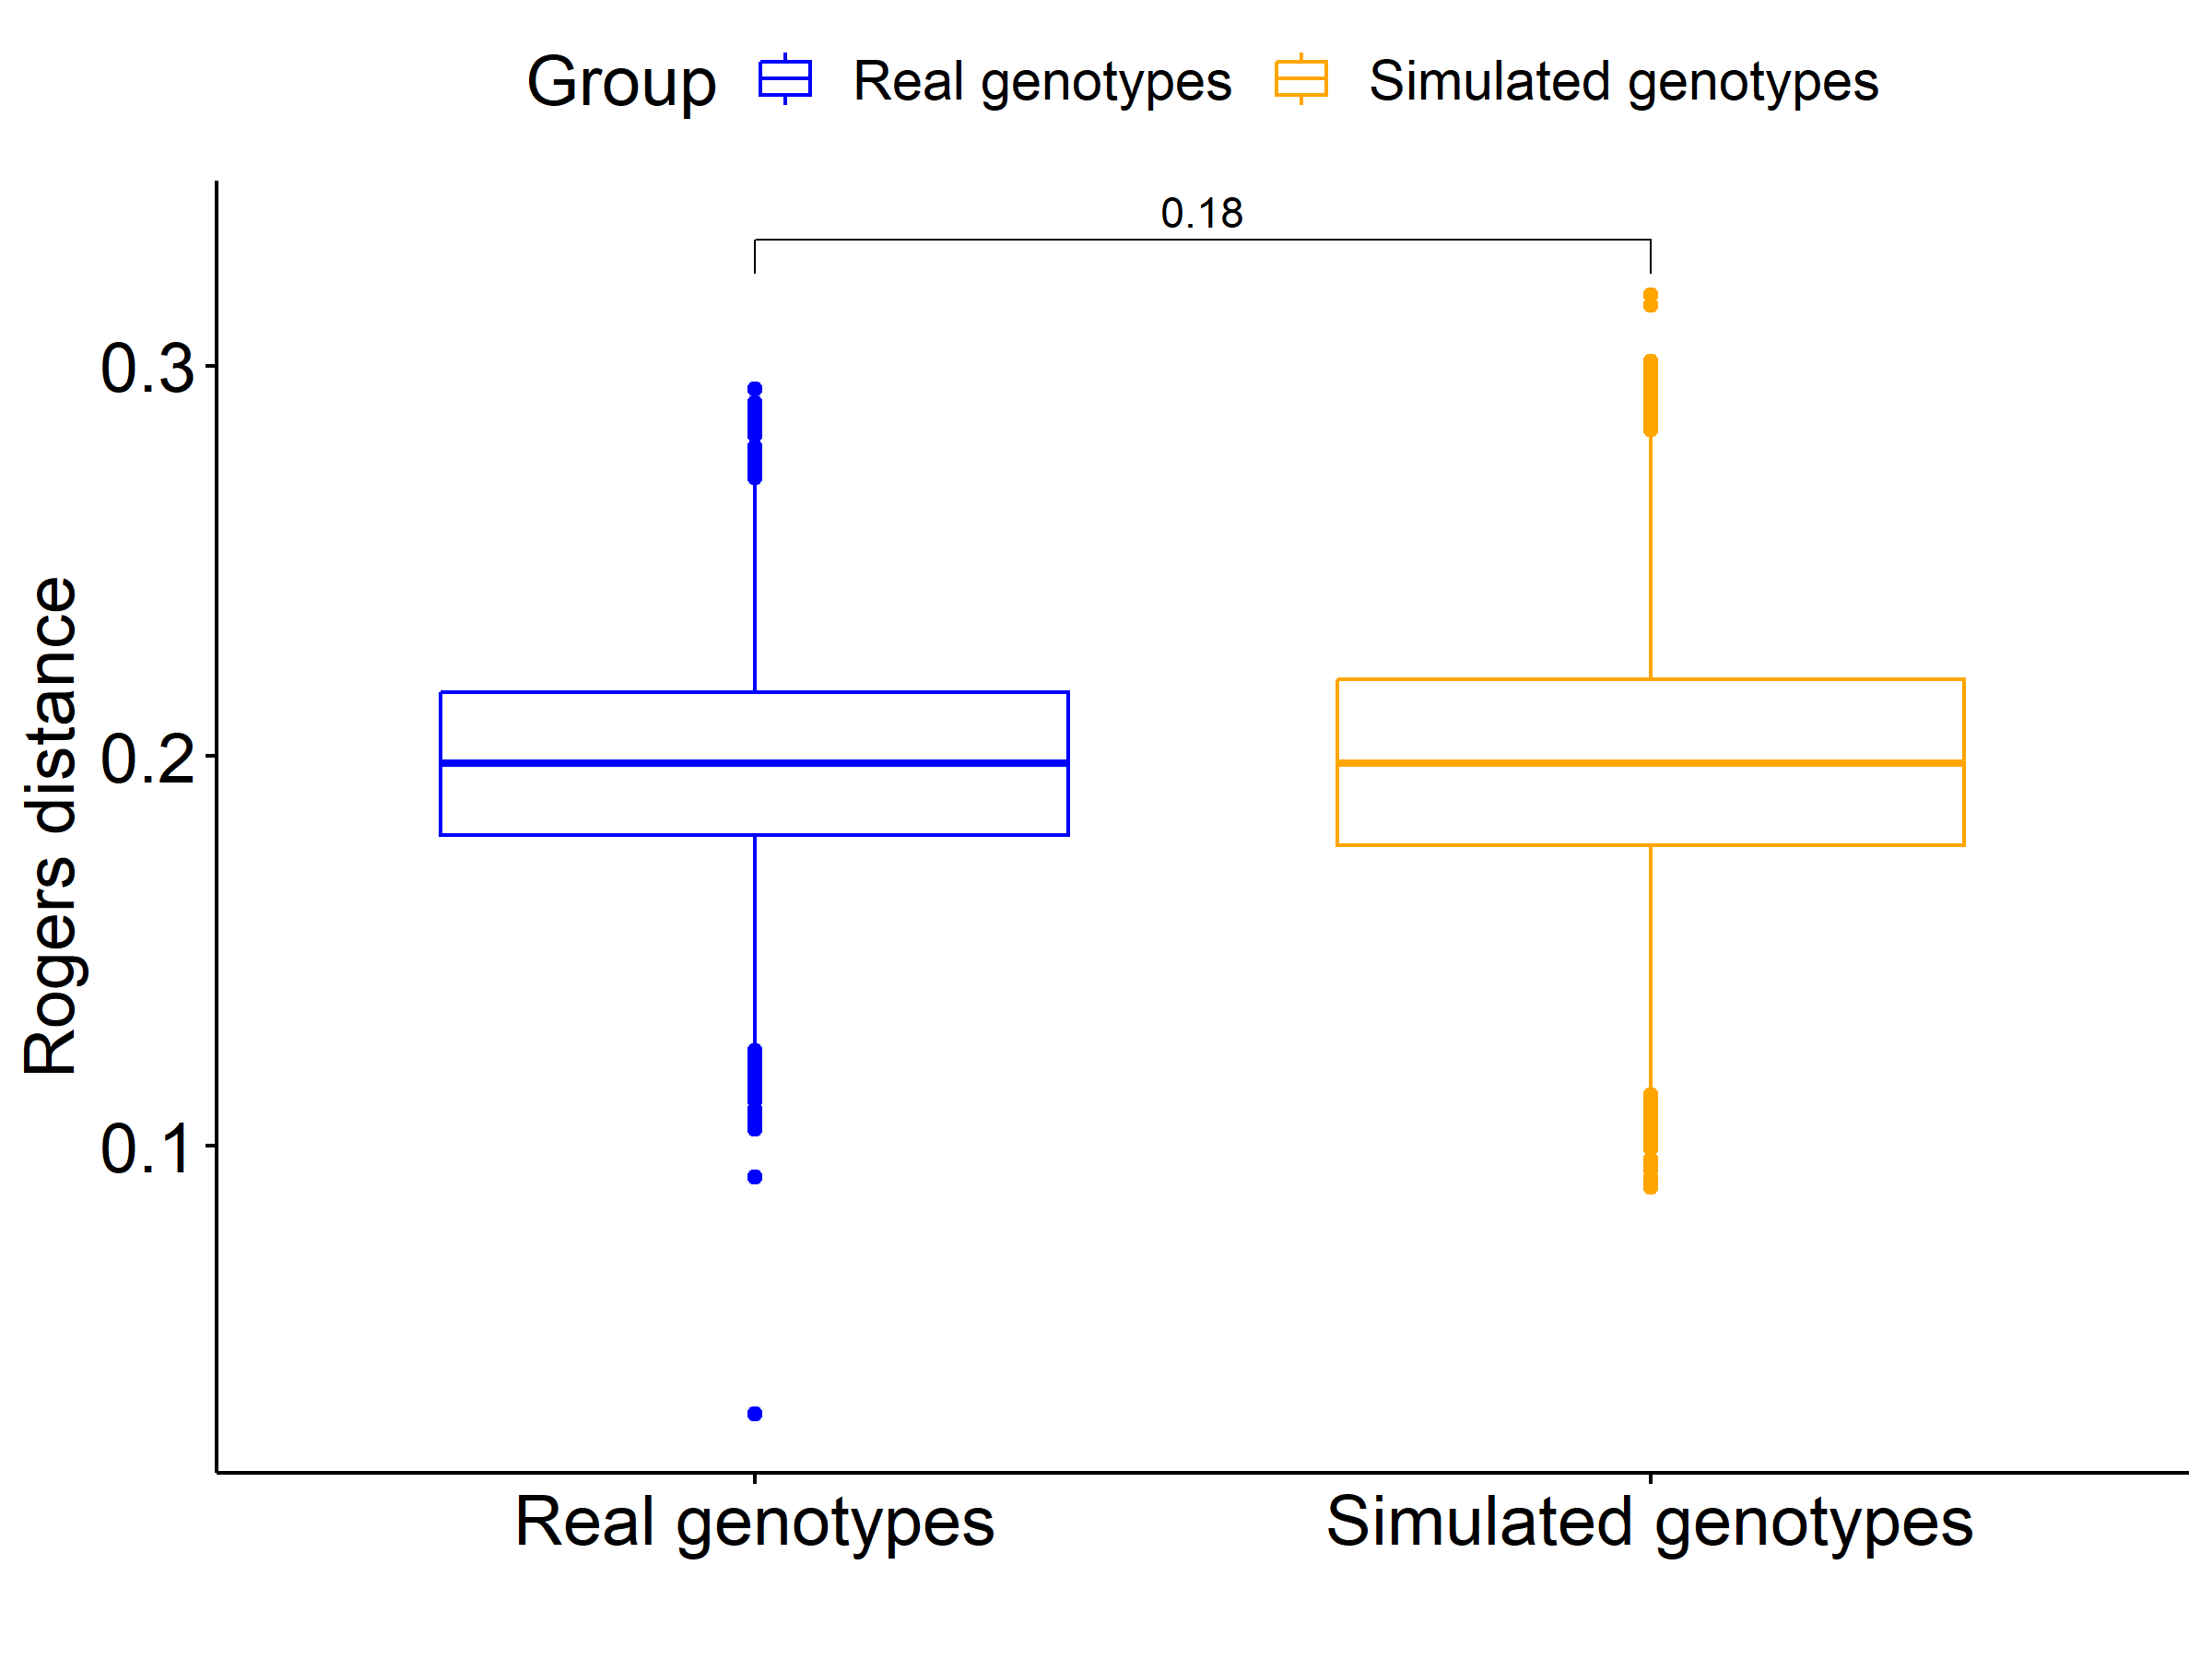 Group Real genotypes Simulated genotypes
0.18
0.3
0.2
0.1
Rogers distance
Real genotypes Simulated genotypes